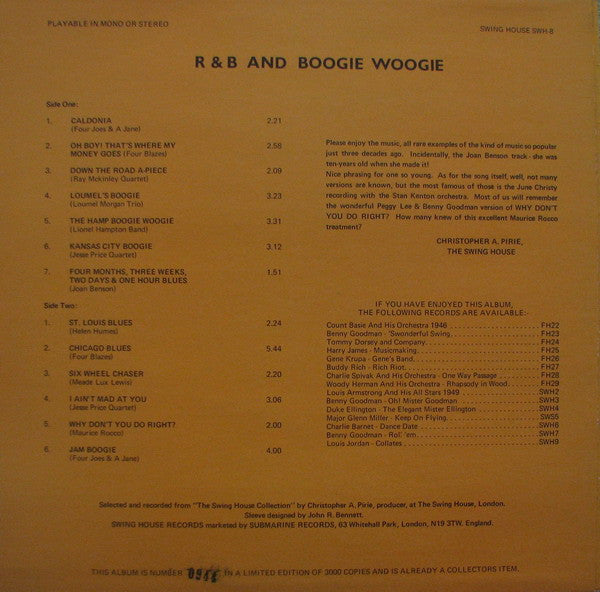 PLAYABLE IN MONO OR STEREO
SWING HOUSE SWH-8
R & B AND BOOGIE WOOGIE
Side One:
1. CALDONIA 2.21
(Four Joes & A Jane)
2. OH BOY! THAT'S WHERE MY 2.58
MONEY GOES (Four Blazes)
3. DOWN THE ROAD A-PIECE 2.09
(Ray Mckinley Quartet)
4. LOUMEL'S BOOGIE 3.23
(Loumel Morgan Trio)
5. THE HAMP BOOGIE WOOGIE 3.31
(Lionel Hampton Band)
6. KANSAS CITY BOOGIE 3.12
(Jesse Price Quartet)
7. FOUR MONTHS, THREE WEEKS, 1.51
TWO DAYS & ONE HOUR BLUES
(Joan Benson)
Side Two:
1. ST. LOUIS BLUES 2.24
(Helen Humes)
2. CHICAGO BLUES 5.44
(Four Blazes)
3. SIX WHEEL CHASER 2.20
(Meade Lux Lewis)
4. I AIN'T MAD AT YOU 3.06
(Jesse Price Quartet)
5. WHY DON'T YOU DO RIGHT? 2.00
(Maurice Rocco)
6. JAM BOOGIE 4.00
(Four Joes & A Jane)
Please enjoy the music, all rare examples of the kind of music so popular
just three decades ago. Incidentally, the Joan Benson track - she was
ten-years old when she made it!
Nice phrasing for one so young. As for the song itself, well, not many
versions are known, but the most famous of those is the June Christy
recording with the Stan Kenton orchestra. Most of us will remember
the wonderful Peggy Lee & Benny Goodman version of WHY DON'T
YOU DO RIGHT? How many knew of this excellent Maurice Rocco
treatment?
CHRISTOPHER A. PIRIE,
THE SWING HOUSE
IF YOU HAVE ENJOYED THIS ALBUM,
THE FOLLOWING RECORDS ARE AVAILABLE:-
Count Basie And His Orchestra 1946 FH22
Benny Goodman - 'Swonderful Swing FH23
Tommy Dorsey and Company FH24
Harry James - Musicmaking FH25
Gene Krupa - Gene's Band FH26
Buddy Rich - Rich Riot FH27
Charlie Spivak And His Orchestra - One Way Passage FH28
Woody Herman And His Orchestra - Rhapsody in Wood FH29
Louis Armstrong And His All Stars 1949 SWH2
Benny Goodman - Oh! Mister Goodman SWH3
Duke Ellington - The Elegant Mister Ellington SWH4
Major Glenn Miller - Keep On Flying SWS5
Charlie Barnet - Dance Date SWH6
Benny Goodman - Roll 'em SWH7
Louis Jordan - Collates SWH9
Selected and recorded from "The Swing House Collection" by Christopher A. Pirie, producer, at The Swing House, London.
Sleeve designed by John R. Bennett.
SWING HOUSE RECORDS marketed by SUBMARINE RECORDS, 63 Whitehall Park, London, N19 3TW. England.
THIS ALBUM IS NUMBER IN A LIMITED EDITION OF 3000 COPIES AND IS ALREADY A COLLECTORS ITEM.